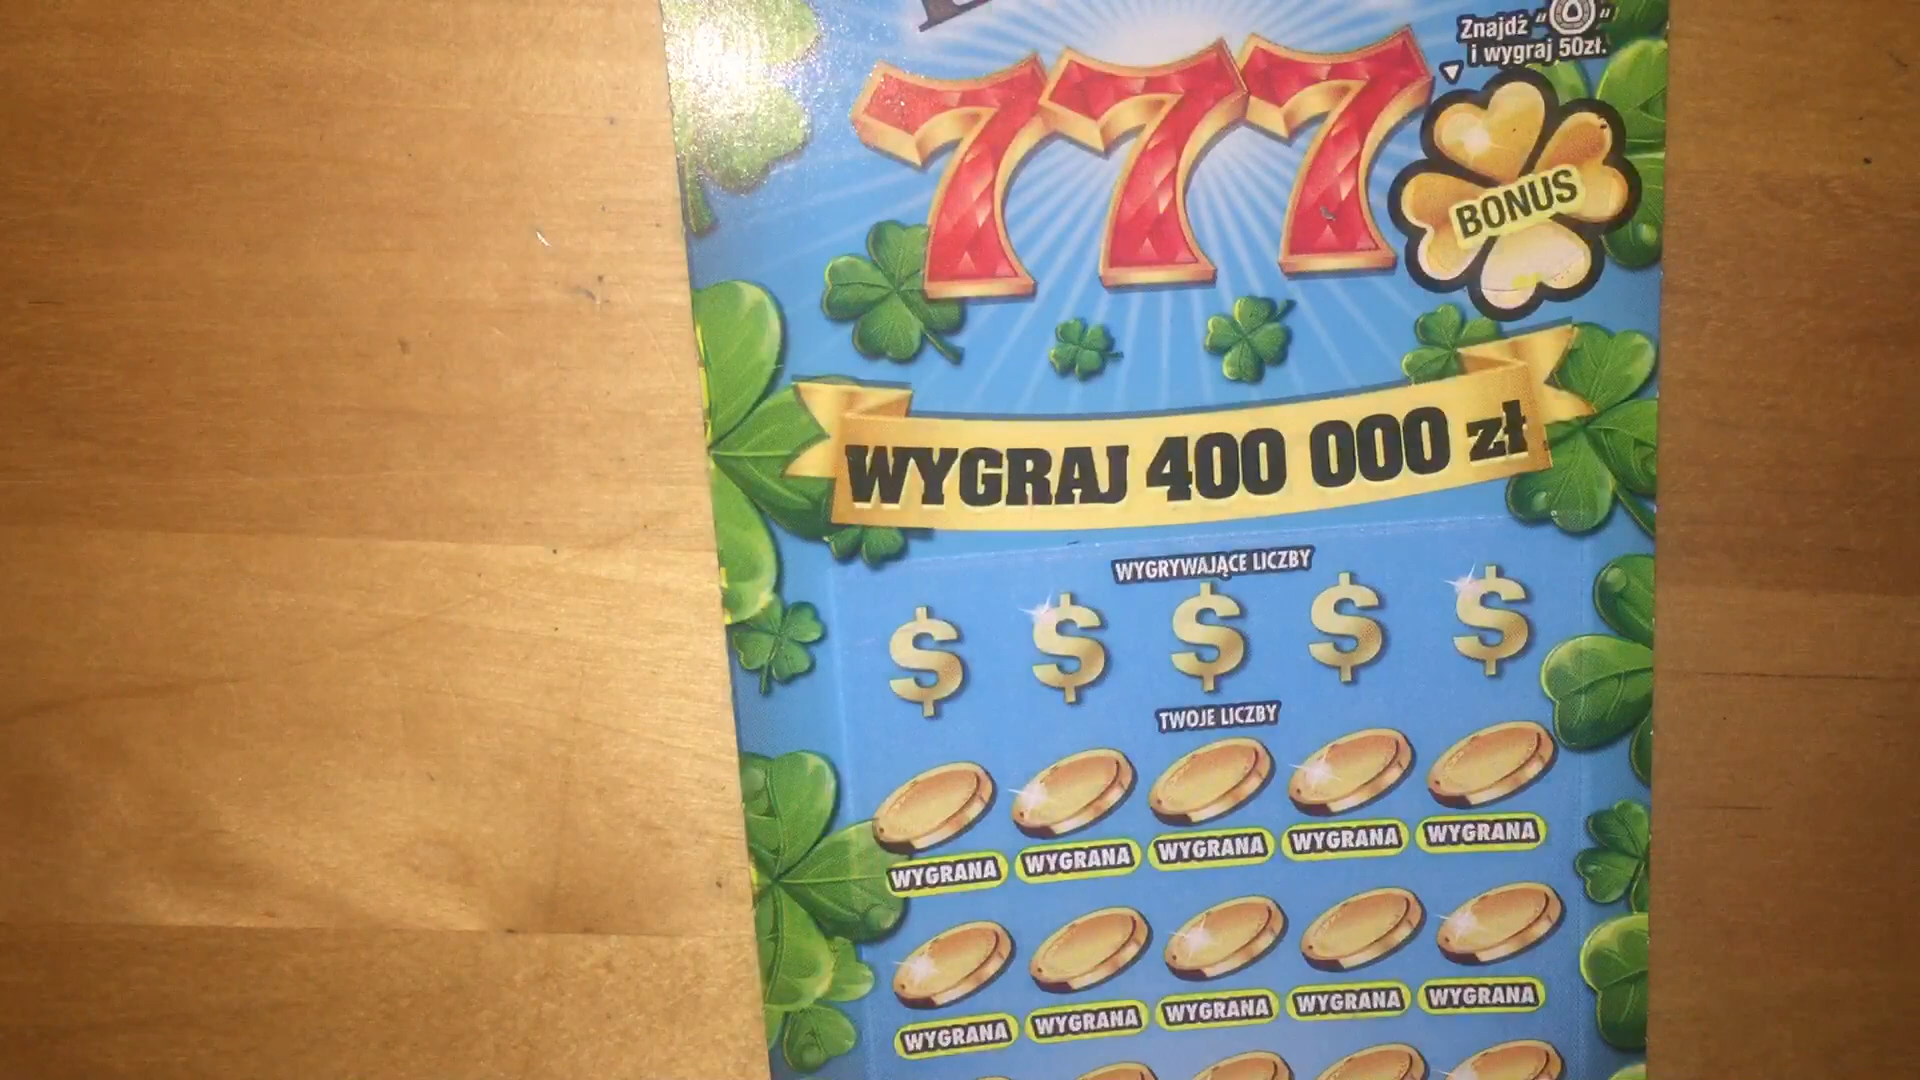 777
Znajdź " "
i wygraj 50zł.
BONUS
WYGRAJ 400 000 zł
WYGRYWAJĄCE LICZBY
$ $ $ $ $
TWOJE LICZBY
WYGRANA WYGRANA WYGRANA WYGRANA WYGRANA
WYGRANA WYGRANA WYGRANA WYGRANA WYGRANA